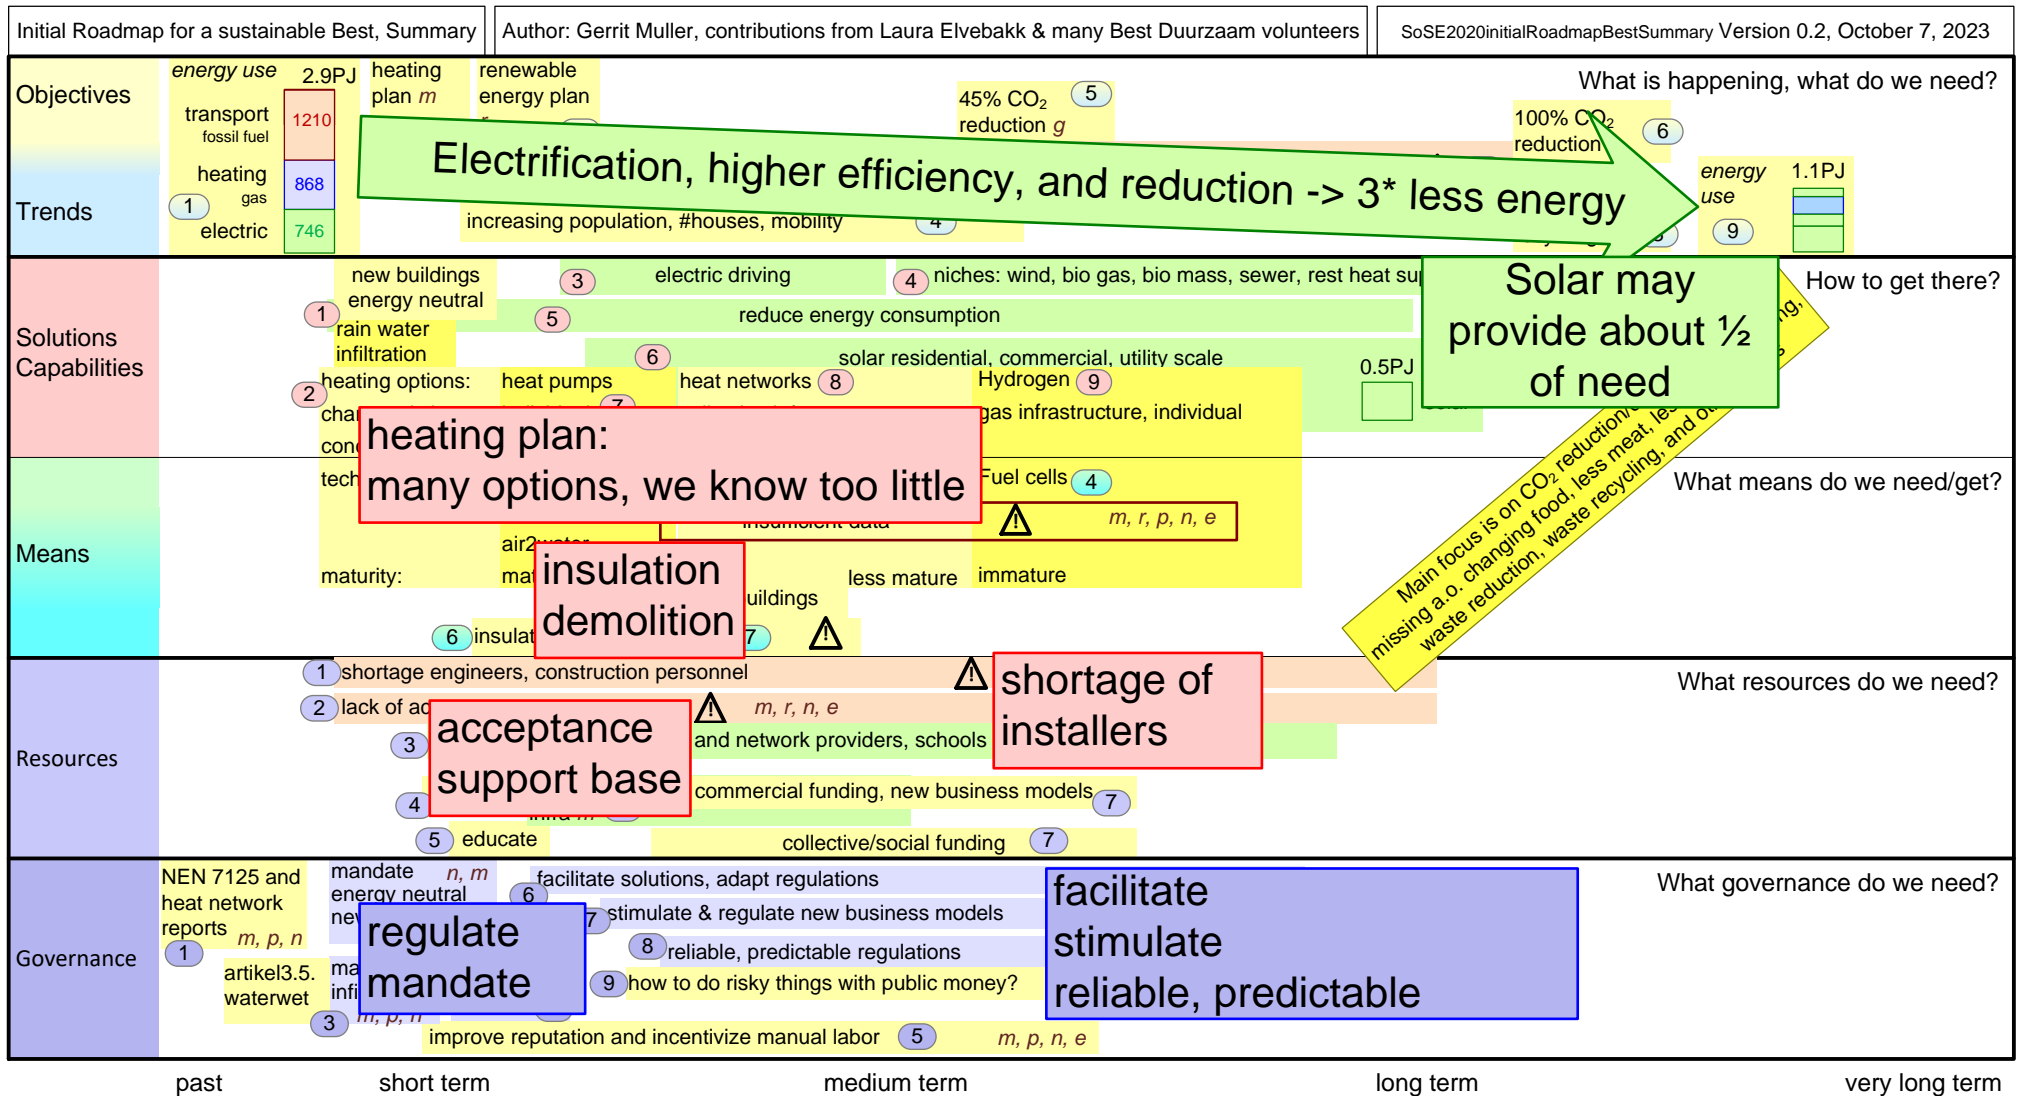 Initial Roadmap for a sustainable Best, Summary
Author: Gerrit Muller, contributions from Laura Elvebakk & many Best Duurzaam volunteers
SoSE2020initialRoadmapBestSummary Version 0.2, October 7, 2023
Objectives
Trends
energy use 2.9PJ
transport
fossil fuel
1210
heating
gas
868
electric
746
1
heating
plan m
renewable
energy plan
45% CO₂
reduction g
5
What is happening, what do we need?
100% CO₂
reduction
6
Electrification, higher efficiency, and reduction -> 3* less energy
increasing population, #houses, mobility
4
energy
use
1.1PJ
9
Solutions
Capabilities
How to get there?
new buildings
energy neutral
3
electric driving
4
niches: wind, bio gas, bio mass, sewer, rest heat
1
rain water
infiltration
5
reduce energy consumption
6
solar residential, commercial, utility scale
Solar may
provide about ½
of need
0.5PJ
2
heating options:
heat pumps
7
heat networks
8
Hydrogen
9
gas infrastructure, individual
heating plan:
many options, we know too little
Means
What means do we need/get?
Fuel cells
4
m, r, p, n, e
maturity:
less mature
immature
insulation
demolition
6
7
Main focus is on CO₂ reduction/
missing a.o. changing food, less meat,
waste reduction, waste recycling, and
Resources
What resources do we need?
1
shortage engineers, construction personnel
2
lack of
m, r, n, e
shortage of
installers
3
and network providers, schools
acceptance
support base
4
commercial funding, new business models
7
5
educate
collective/social funding
7
Governance
What governance do we need?
NEN 7125 and
heat network
reports
m, p, n
1
mandate
n, m
energy neutral
6
facilitate solutions, adapt regulations
7
stimulate & regulate new business models
8
reliable, predictable regulations
9
how to do risky things with public money?
artikel3.5.
waterwet
3
m, p, n
regulate
mandate
facilitate
stimulate
reliable, predictable
improve reputation and incentivize manual labor
5
m, p, n, e
past
short term
medium term
long term
very long term